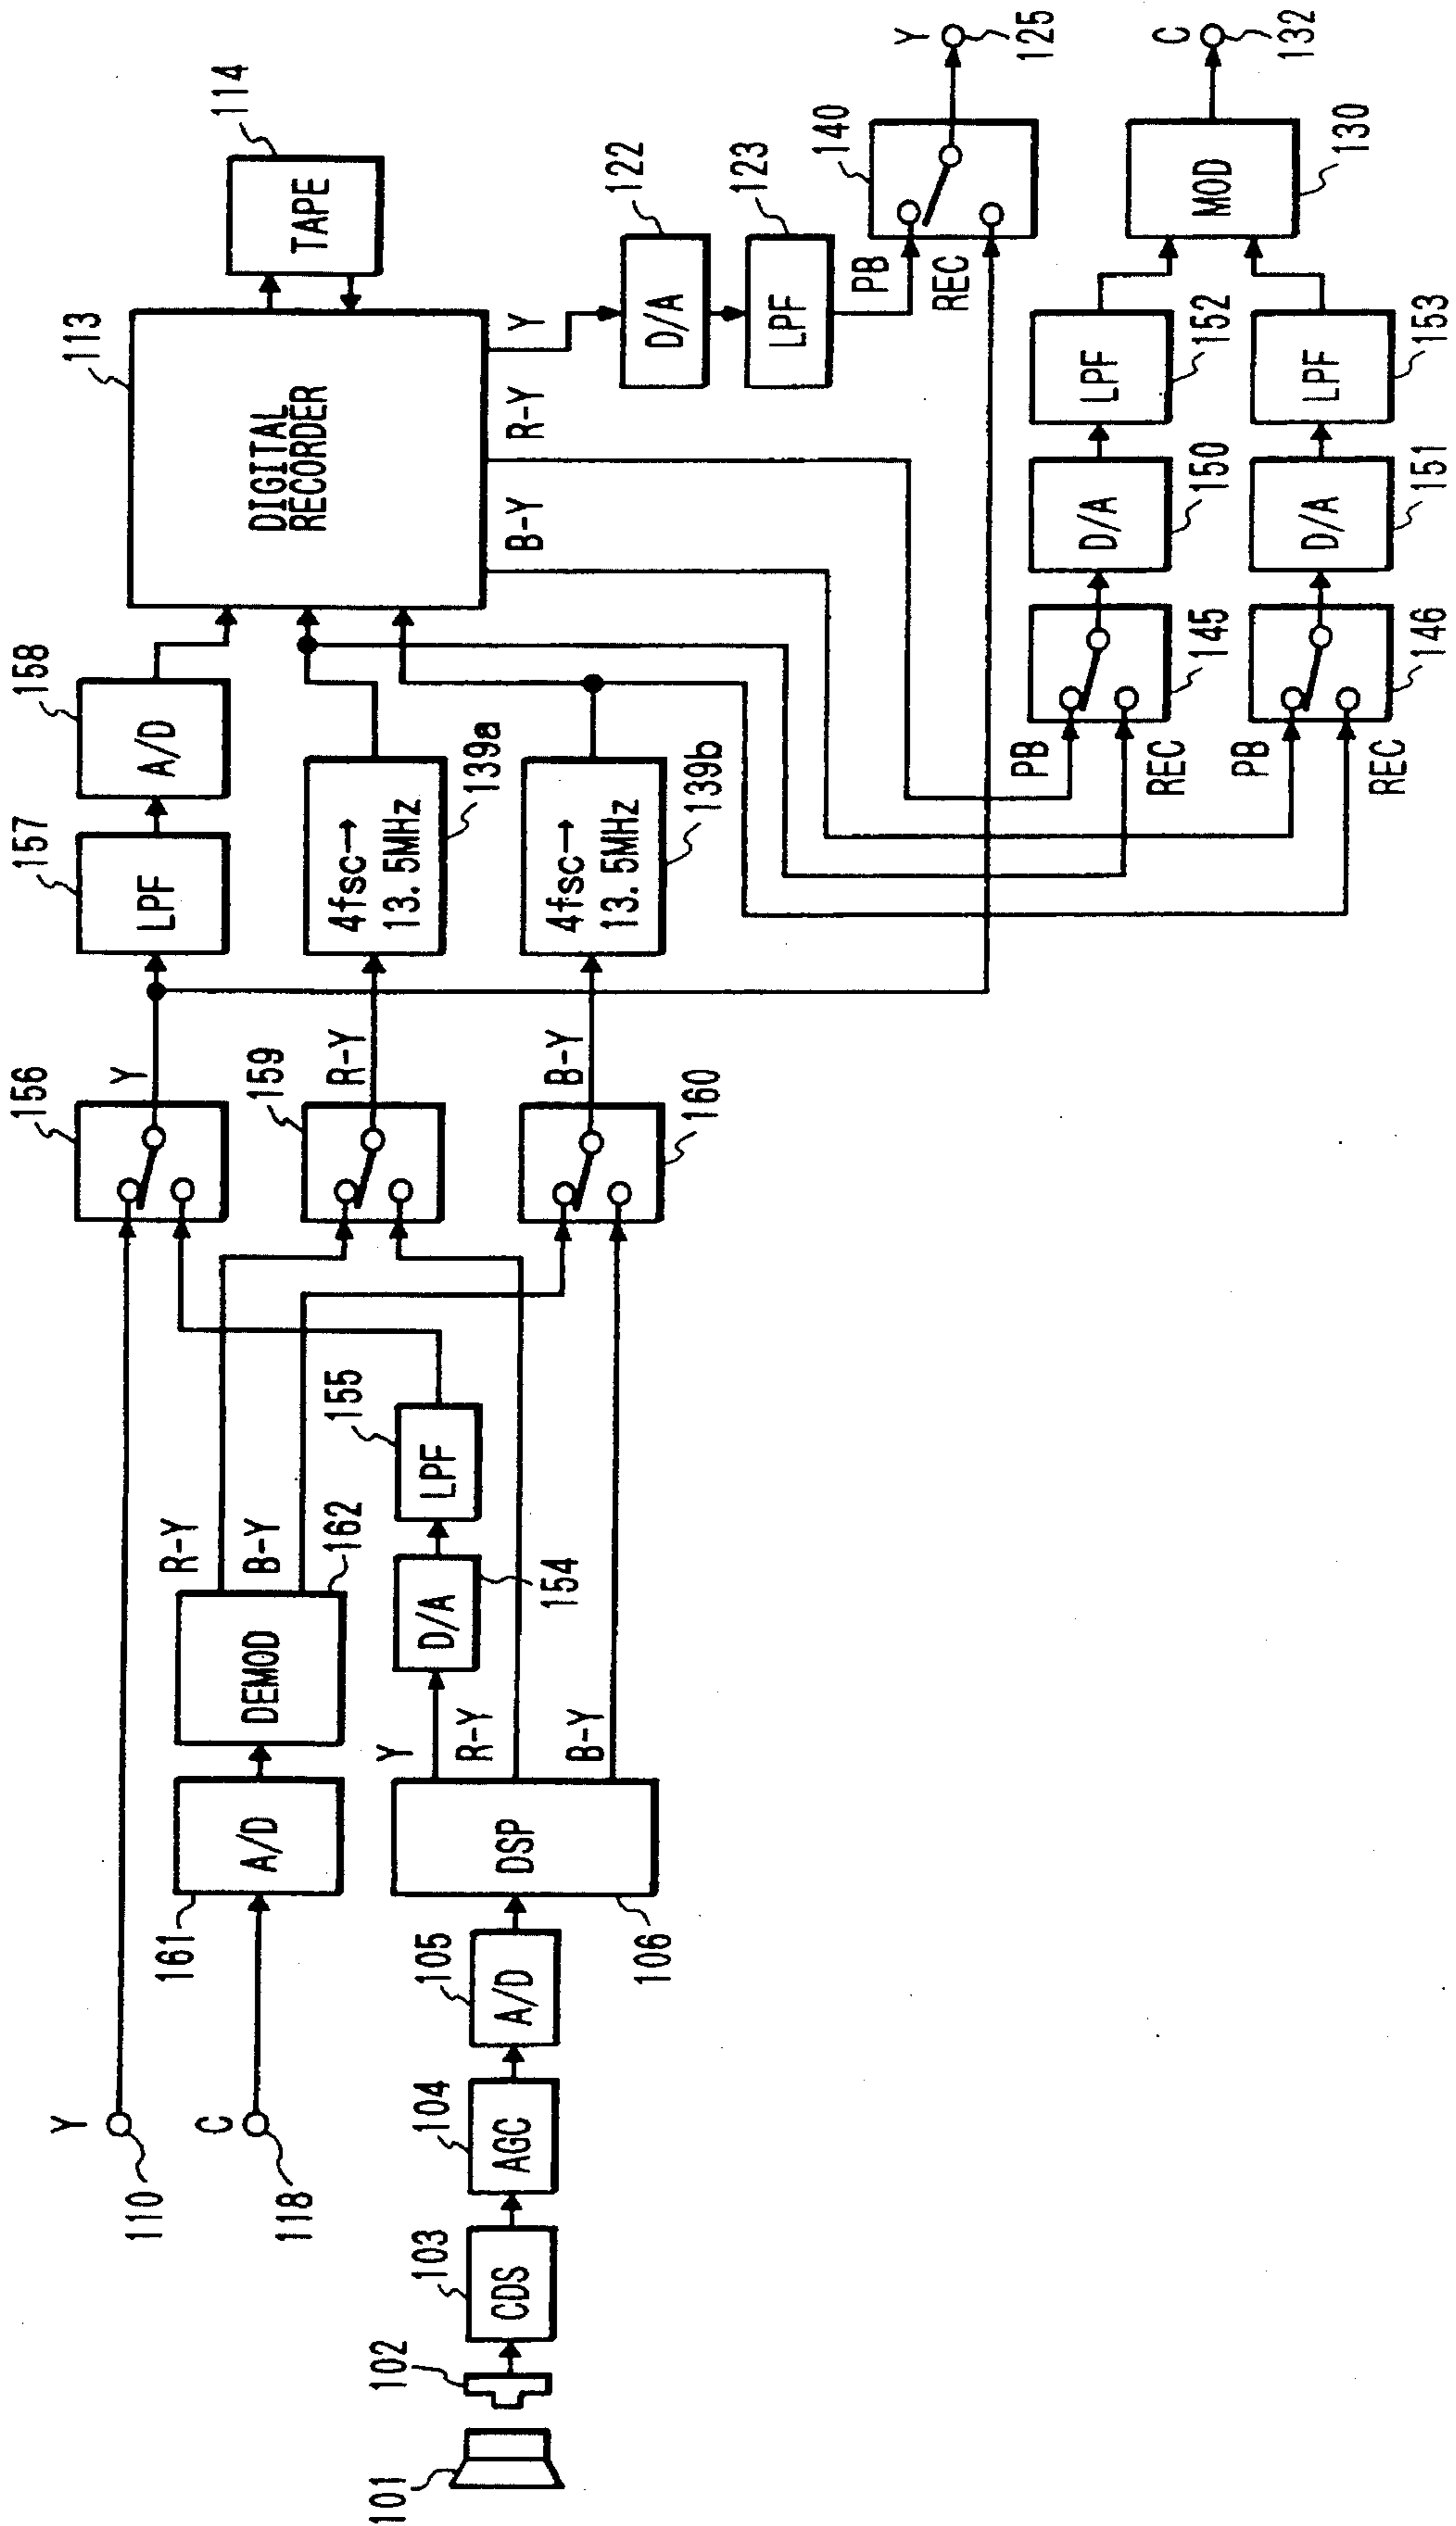 Y
110
C
118
101
102
103
CDS
104
AGC
105
A/D
106
DSP
161
A/D
DEMOD
162
R-Y
B-Y
Y
R-Y
B-Y
D/A
154
155
LPF
156
Y
159
R-Y
B-Y
160
157
LPF
158
A/D
4fsc→
13.5MHz
139a
4fsc→
13.5MHz
139b
113
DIGITAL
RECORDER
114
TAPE
Y
R-Y
B-Y
D/A
122
LPF
123
PB
REC
140
Y
125
PB
REC
145
PB
REC
146
D/A
150
D/A
151
LPF
152
LPF
153
MOD
130
C
132